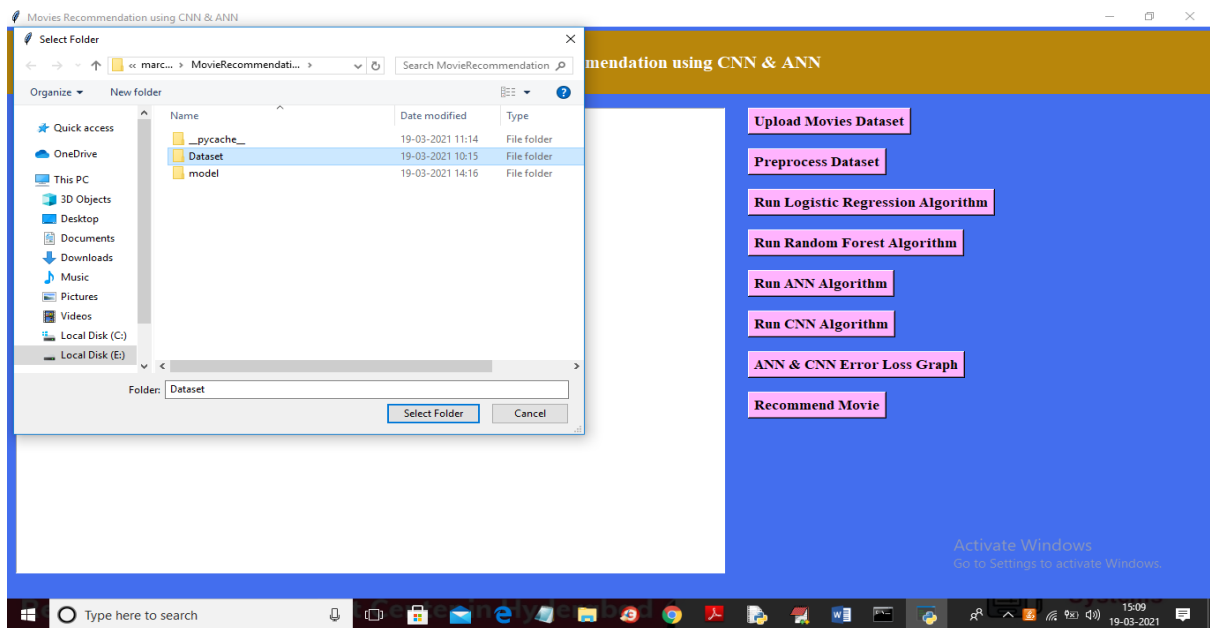 Movies Recommendation using CNN & ANN
Select Folder
« marc... > MovieRecommendati... >
Search MovieRecommendation
mendation using CNN & ANN
Organize
New folder
Quick access
OneDrive
This PC
3D Objects
Desktop
Documents
Downloads
Music
Pictures
Videos
Local Disk (C:)
Local Disk (E:)
Name Date modified Type
__pycache__ 19-03-2021 11:14 File folder
Dataset 19-03-2021 10:15 File folder
model 19-03-2021 14:16 File folder
Folder: Dataset
Select Folder
Cancel
Upload Movies Dataset
Preprocess Dataset
Run Logistic Regression Algorithm
Run Random Forest Algorithm
Run ANN Algorithm
Run CNN Algorithm
ANN & CNN Error Loss Graph
Recommend Movie
Activate Windows
Go to Settings to activate Windows.
Type here to search
15:09
19-03-2021